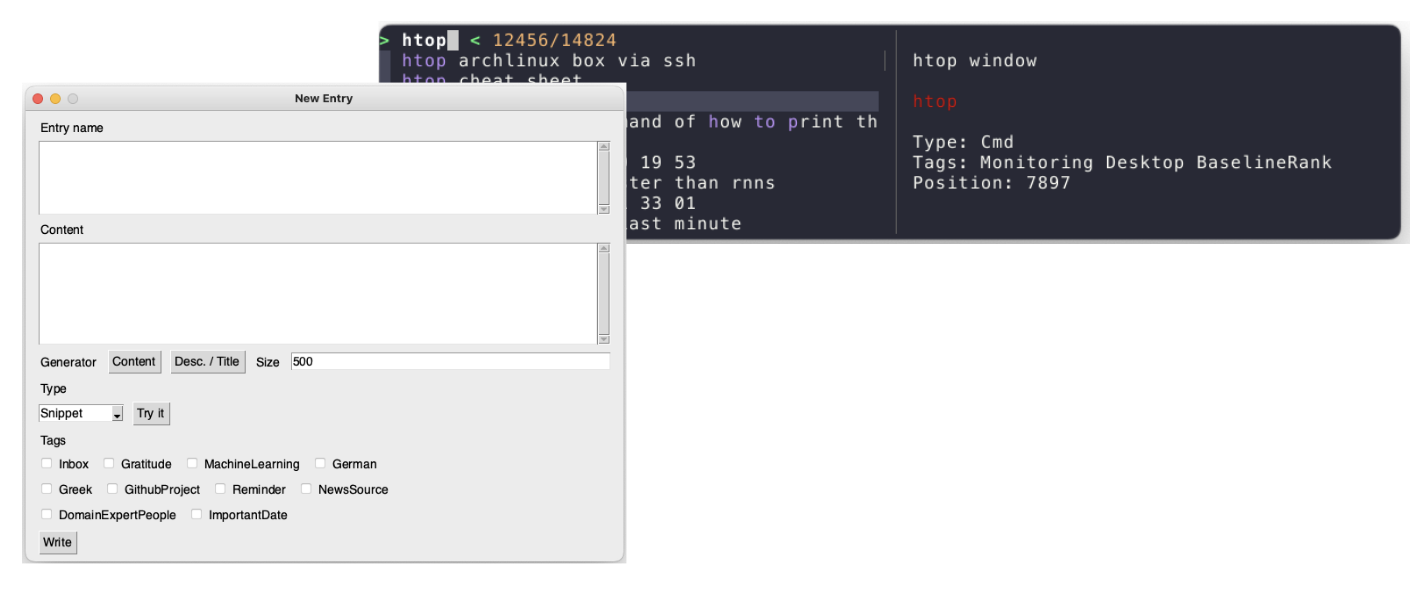 > htop < 12456/14824
htop archlinux box via ssh
htop cheat sheet
and of how to print th
19 53
ter than rnns
33 01
ast minute
htop window
htop
Type: Cmd
Tags: Monitoring Desktop BaselineRank
Position: 7897
New Entry
Entry name
Content
Generator Content Desc. / Title Size 500
Type
Snippet Try it
Tags
Inbox Gratitude MachineLearning German
Greek GithubProject Reminder NewsSource
DomainExpertPeople ImportantDate
Write